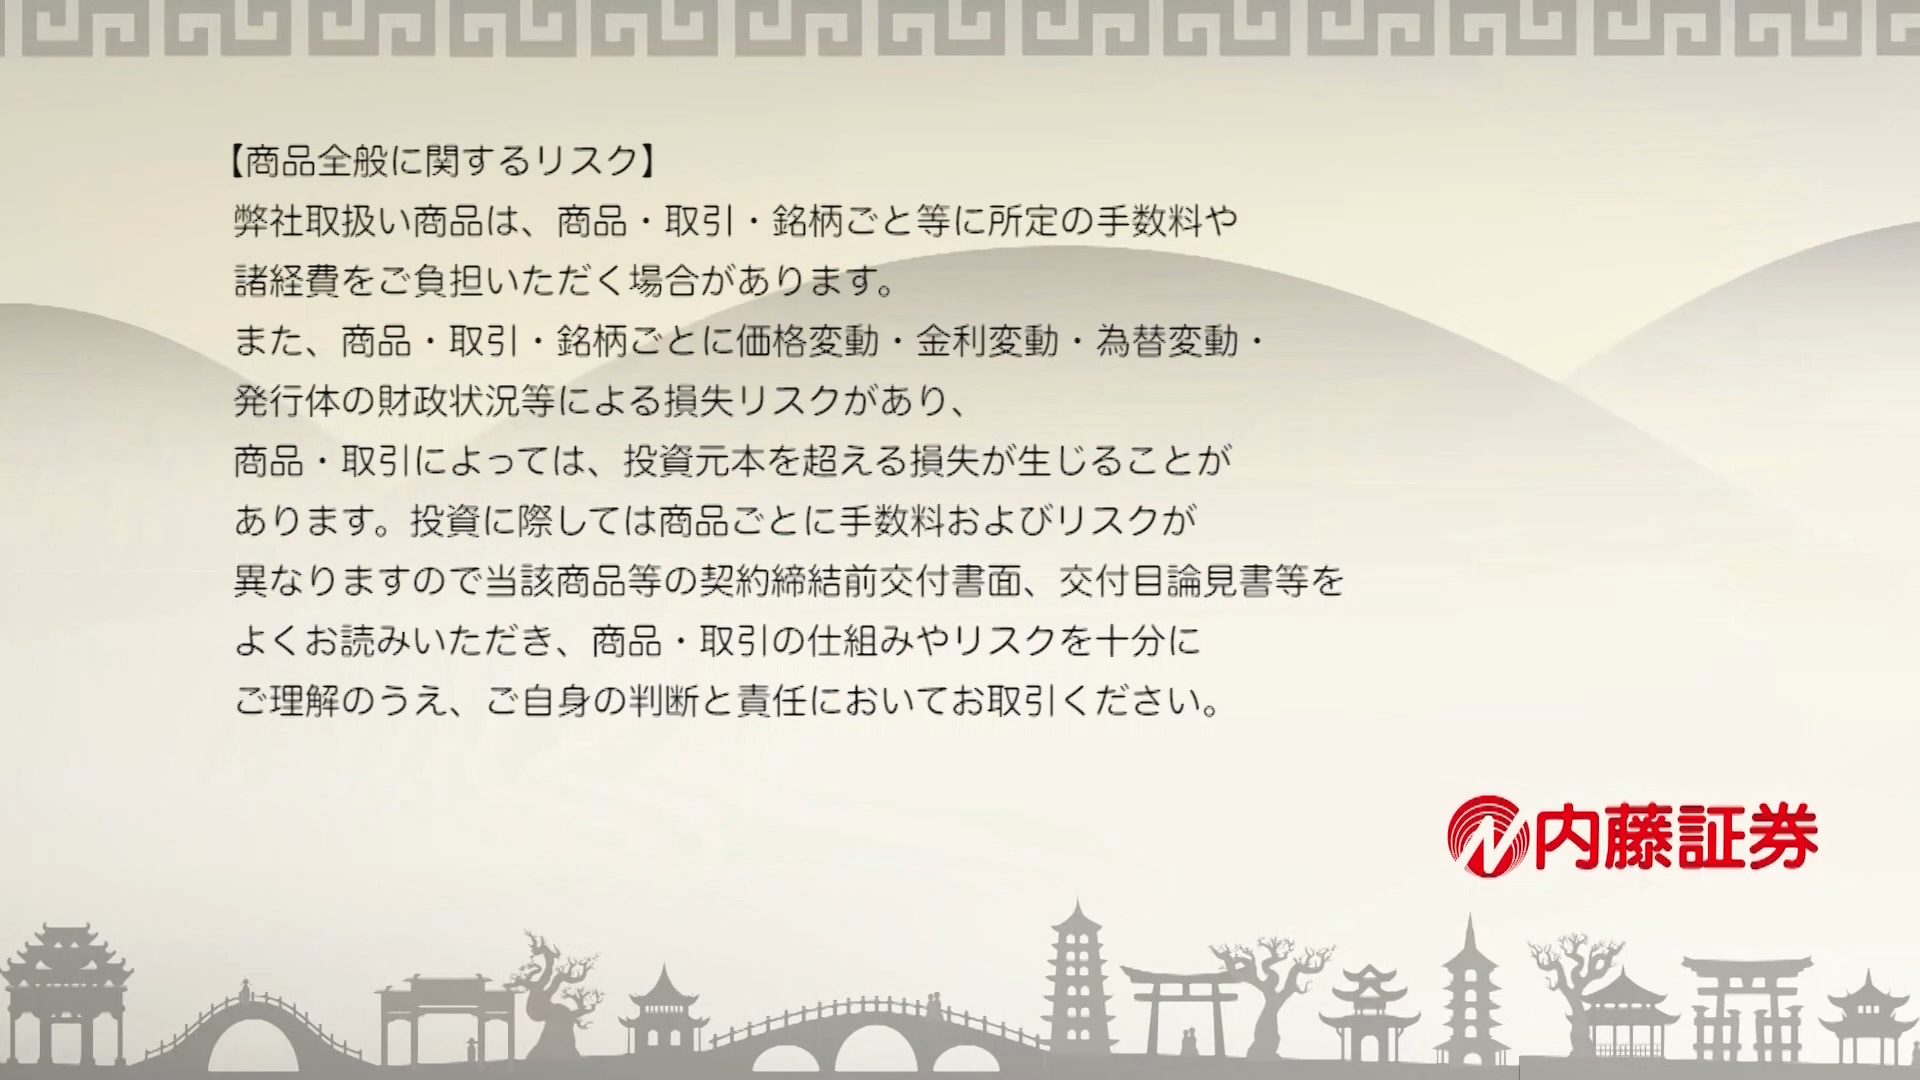 【商品全般に関するリスク】
弊社取扱い商品は、商品・取引・銘柄ごと等に所定の手数料や
諸経費をご負担いただく場合があります。
また、商品・取引・銘柄ごとに価格変動・金利変動・為替変動・
発行体の財政状況等による損失リスクがあり、
商品・取引によっては、投資元本を超える損失が生じることが
あります。投資に際しては商品ごとに手数料およびリスクが
異なりますので当該商品等の契約締結前交付書面、交付目論見書等を
よくお読みいただき、商品・取引の仕組みやリスクを十分に
ご理解のうえ、ご自身の判断と責任においてお取引ください。
内藤証券